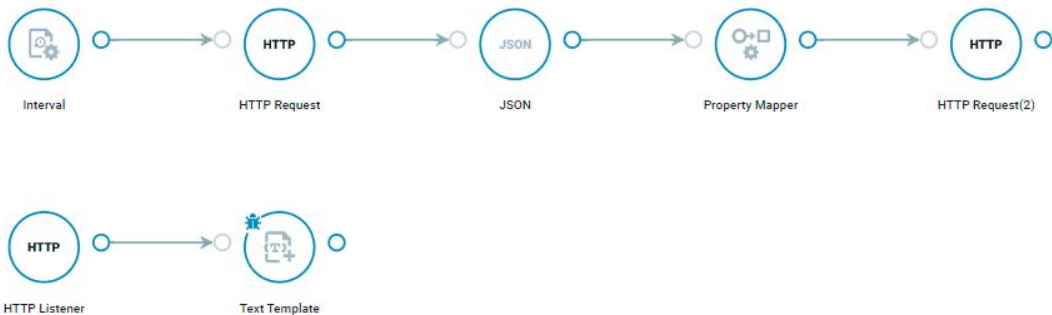 HTTP
JSON
HTTP
Interval
HTTP Request
JSON
Property Mapper
HTTP Request(2)
HTTP
{T}
HTTP Listener
Text Template